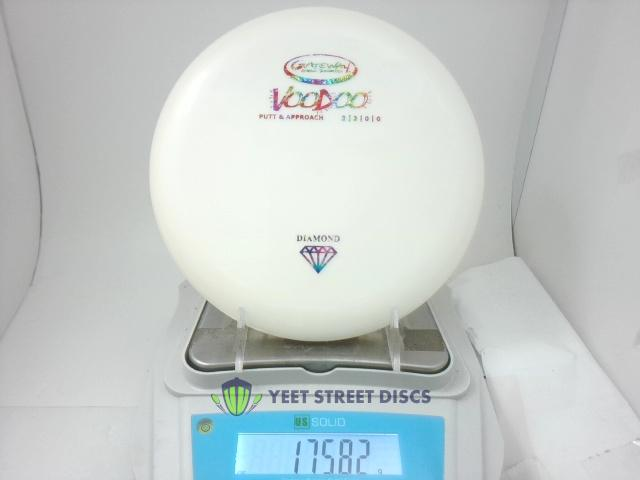 GATEWAY
VOODOO
PUTT & APPROACH 2|3|0|0
DIAMOND
YEET STREET DISCS
US SOLID
175.82 g